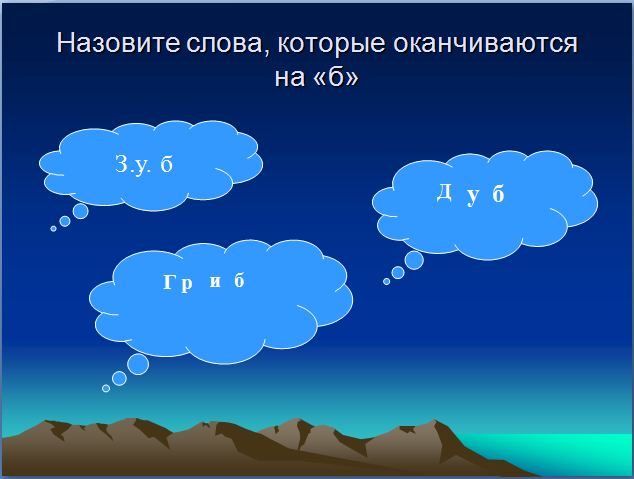 Назовите слова, которые оканчиваются
на «б»
З.у. б
Д у б
Г р и б